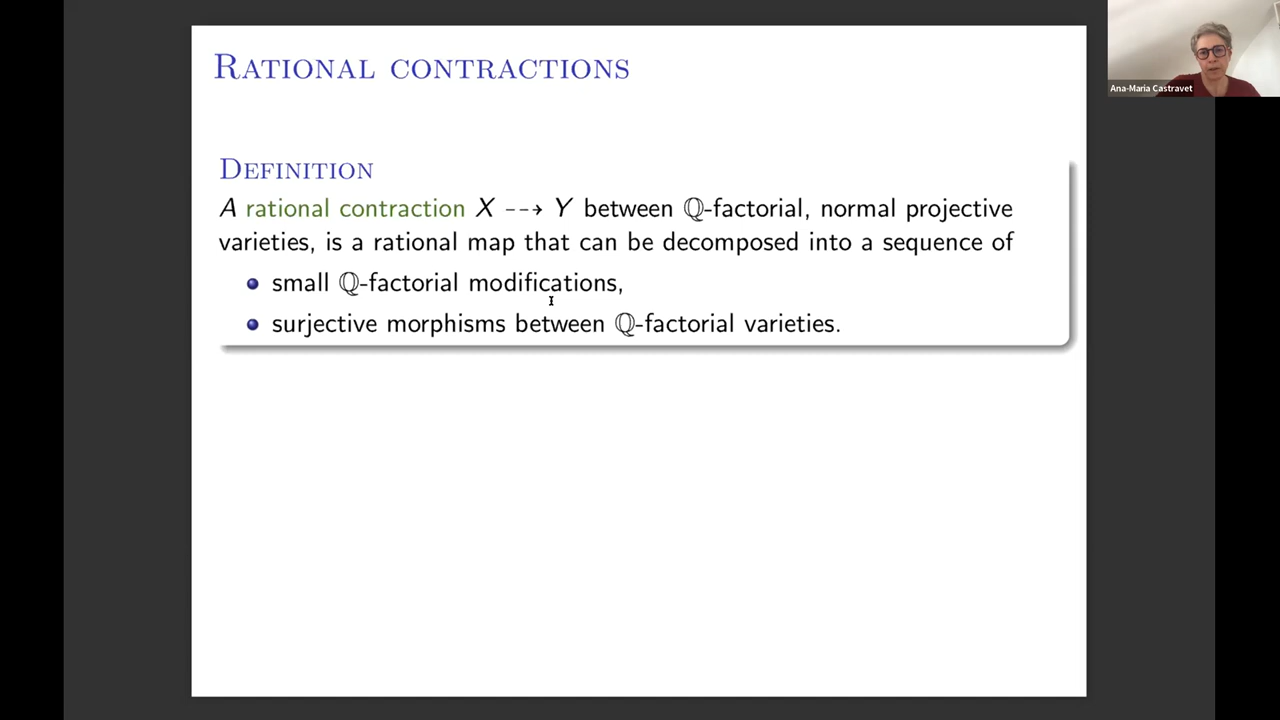 RATIONAL CONTRACTIONS
Ana-Maria Castravet
DEFINITION
A rational contraction X ⇢ Y between ℚ-factorial, normal projective
varieties, is a rational map that can be decomposed into a sequence of
small ℚ-factorial modifications,
surjective morphisms between ℚ-factorial varieties.